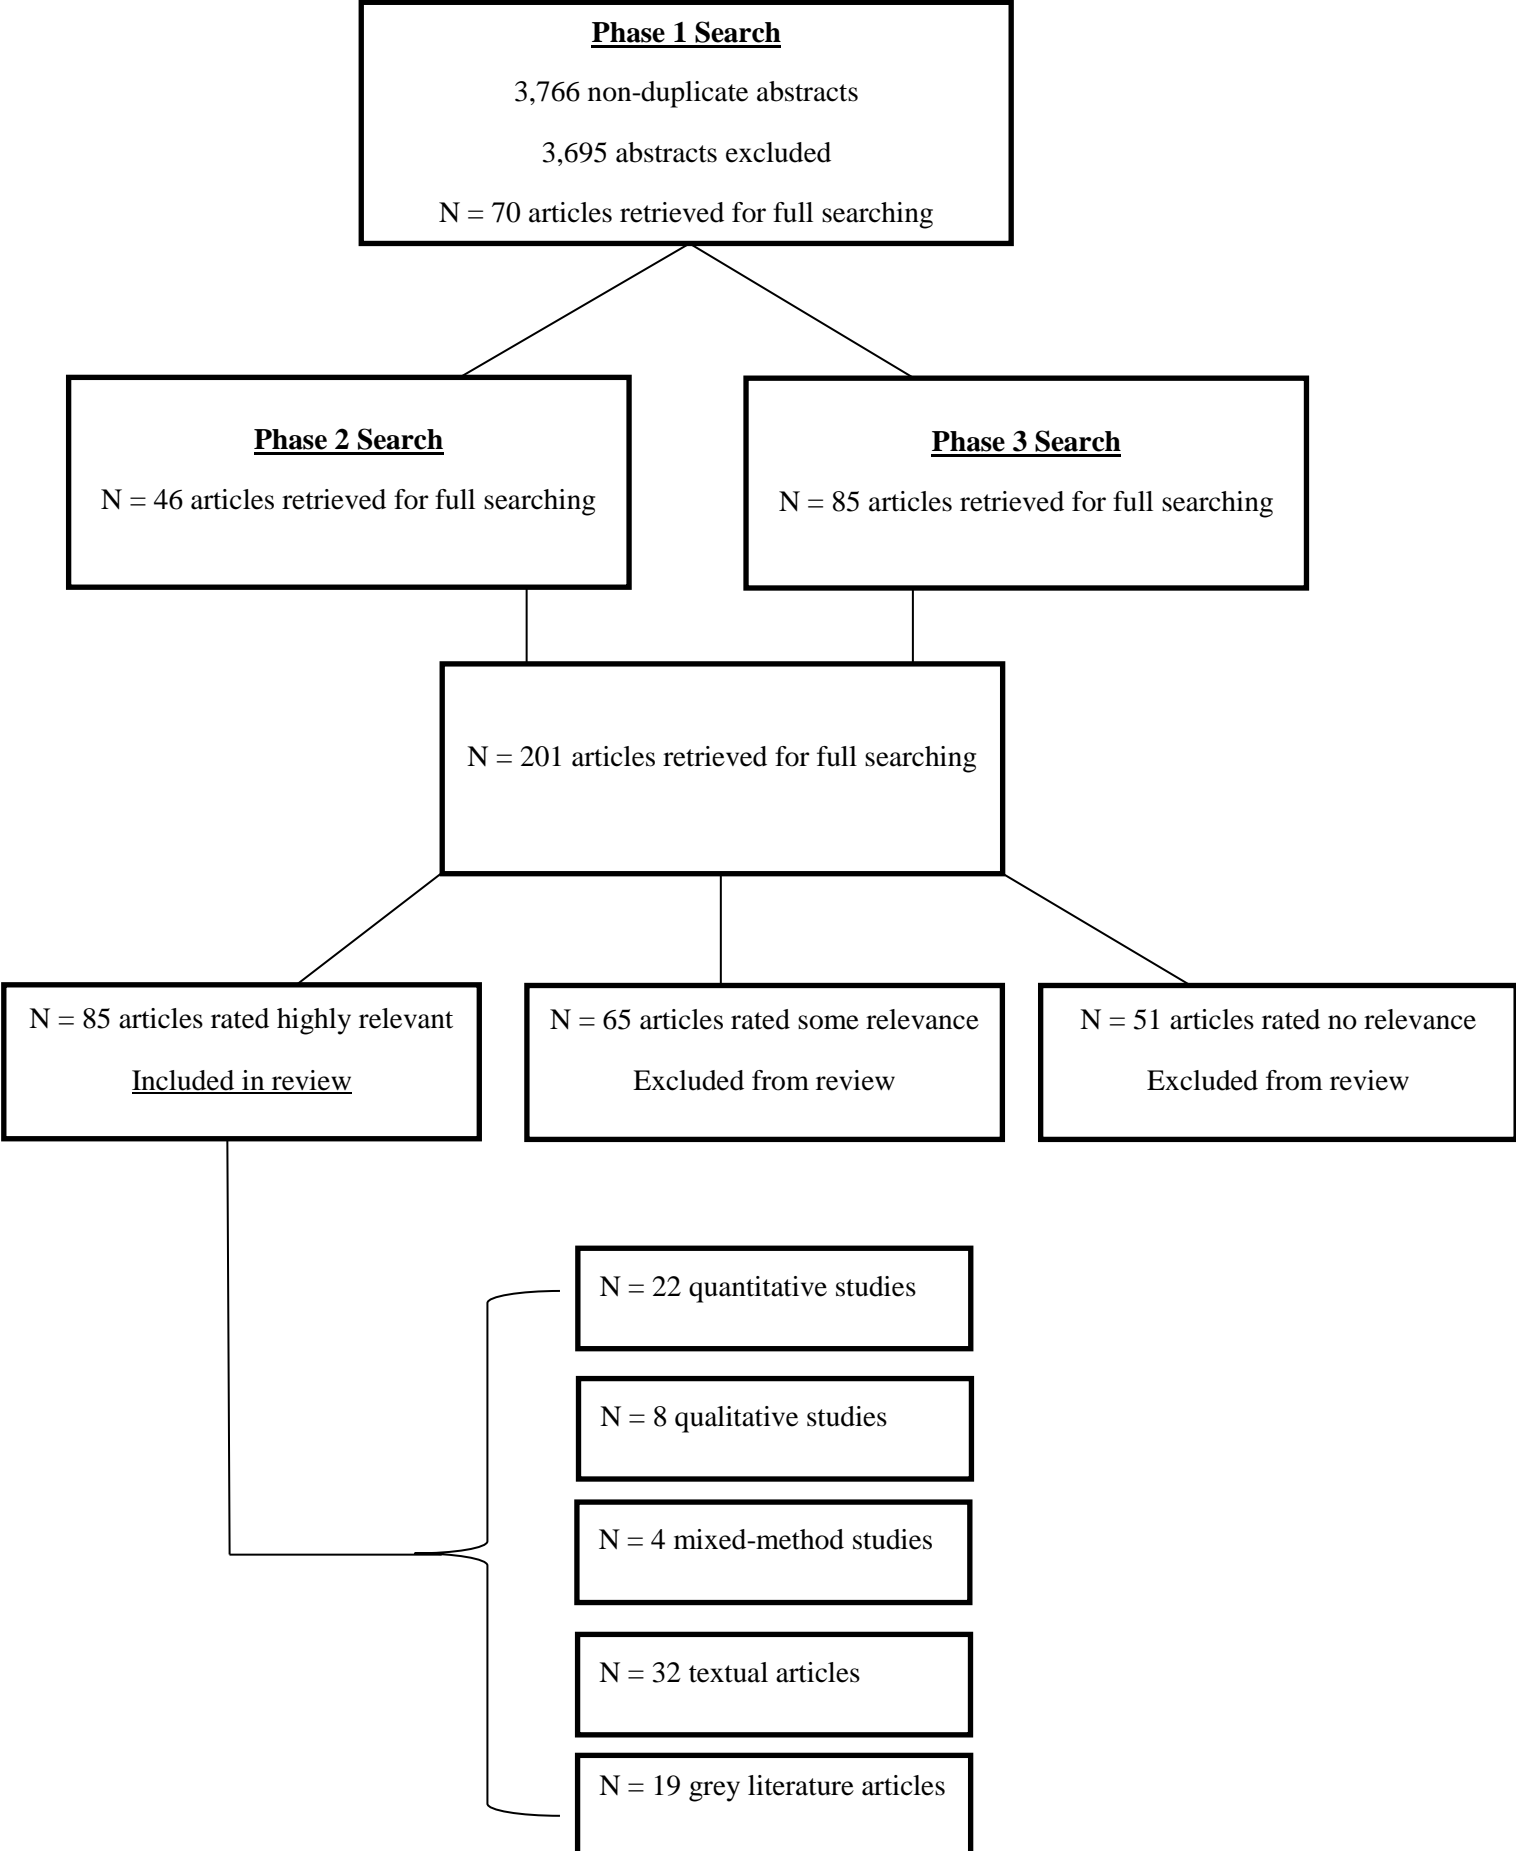 Phase 1 Search
3,766 non-duplicate abstracts
3,695 abstracts excluded
N = 70 articles retrieved for full searching
Phase 2 Search
N = 46 articles retrieved for full searching
Phase 3 Search
N = 85 articles retrieved for full searching
N = 201 articles retrieved for full searching
N = 85 articles rated highly relevant
Included in review
N = 65 articles rated some relevance
Excluded from review
N = 51 articles rated no relevance
Excluded from review
N = 22 quantitative studies
N = 8 qualitative studies
N = 4 mixed-method studies
N = 32 textual articles
N = 19 grey literature articles